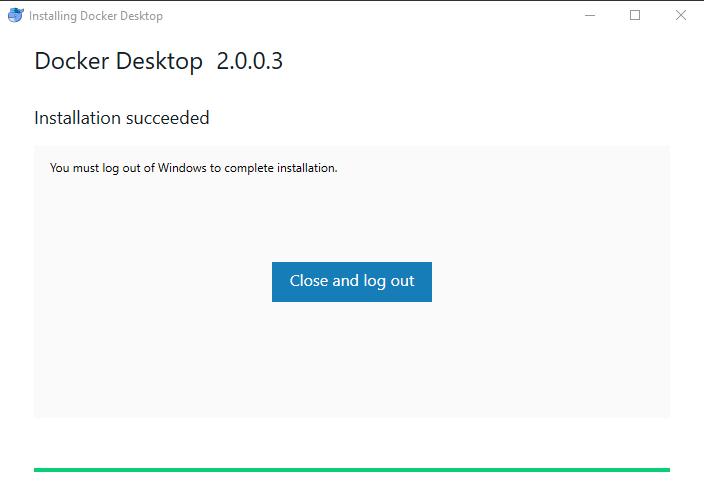 Installing Docker Desktop
Docker Desktop 2.0.0.3
Installation succeeded
You must log out of Windows to complete installation.
Close and log out